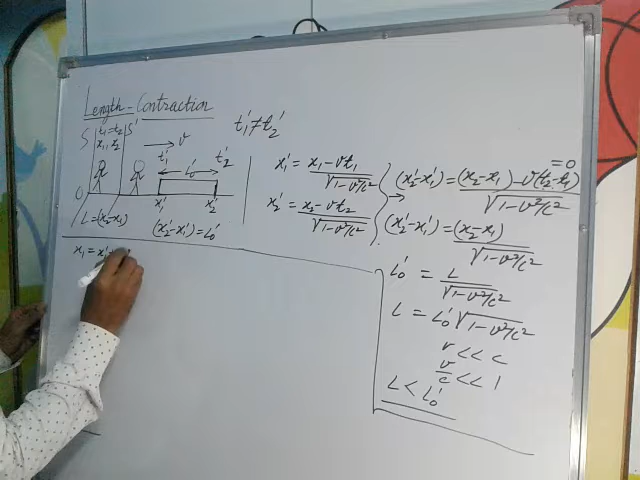 Length-Contraction
S t₁=t₂ S′
x₁, x₂
→ v
t₁′≠t₂′
t₁′ L₀′ t₂′
O x₁′ x₂′
L=(x₂-x₁) (x₂′-x₁′)=L₀′
x₁′ = x₁-vt₁/√1-v²/c²
x₂′ = x₂-vt₂/√1-v²/c²
=0
(x₂′-x₁′)=(x₂-x₁)-v(t₂-t₁)/√1-v²/c²
(x₂′-x₁′)=(x₂-x₁)/√1-v²/c²
L₀′ = L/√1-v²/c²
L = L₀′√1-v²/c²
v << c
v/c << 1
L < L₀′
x₁ = x₁′